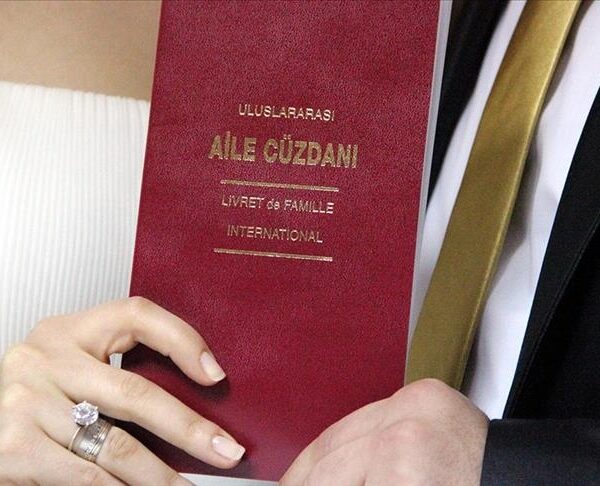 ULUSLARARASI
AİLE CÜZDANI
LIVRET de FAMILLE
INTERNATIONAL